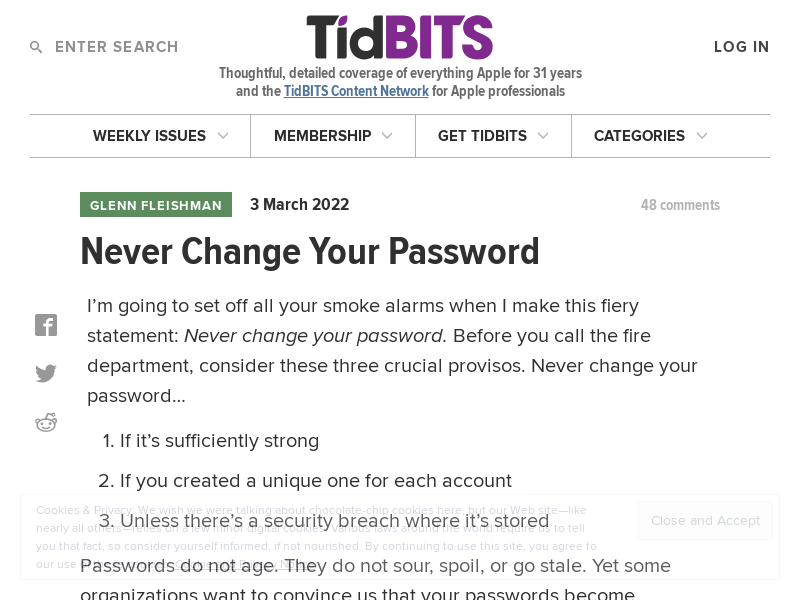 ENTER SEARCH
TidBITS
LOG IN
Thoughtful, detailed coverage of everything Apple for 31 years
and the TidBITS Content Network for Apple professionals
WEEKLY ISSUES
MEMBERSHIP
GET TIDBITS
CATEGORIES
GLENN FLEISHMAN
3 March 2022
48 comments
Never Change Your Password
I’m going to set off all your smoke alarms when I make this fiery
statement: Never change your password. Before you call the fire
department, consider these three crucial provisos. Never change your
password…
1. If it’s sufficiently strong
2. If you created a unique one for each account
3. Unless there’s a security breach where it’s stored
Passwords do not age. They do not sour, spoil, or go stale. Yet some
organizations want to convince us that your passwords become
Cookies & Privacy: We wish we were talking about chocolate-chip cookies here, but our Web site—like
nearly all others—relies on a few minor digital cookies. Various laws around the world require us to tell
you that fact, so consider yourself informed, if not nourished. By continuing to use this site, you agree to
our use
Close and Accept